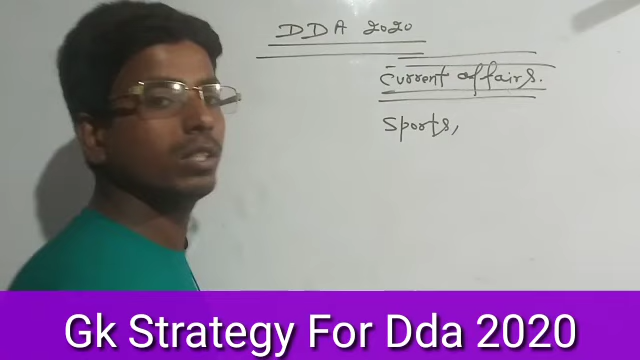 DDA 2020
Current affairs.
Sports,
Gk Strategy For Dda 2020